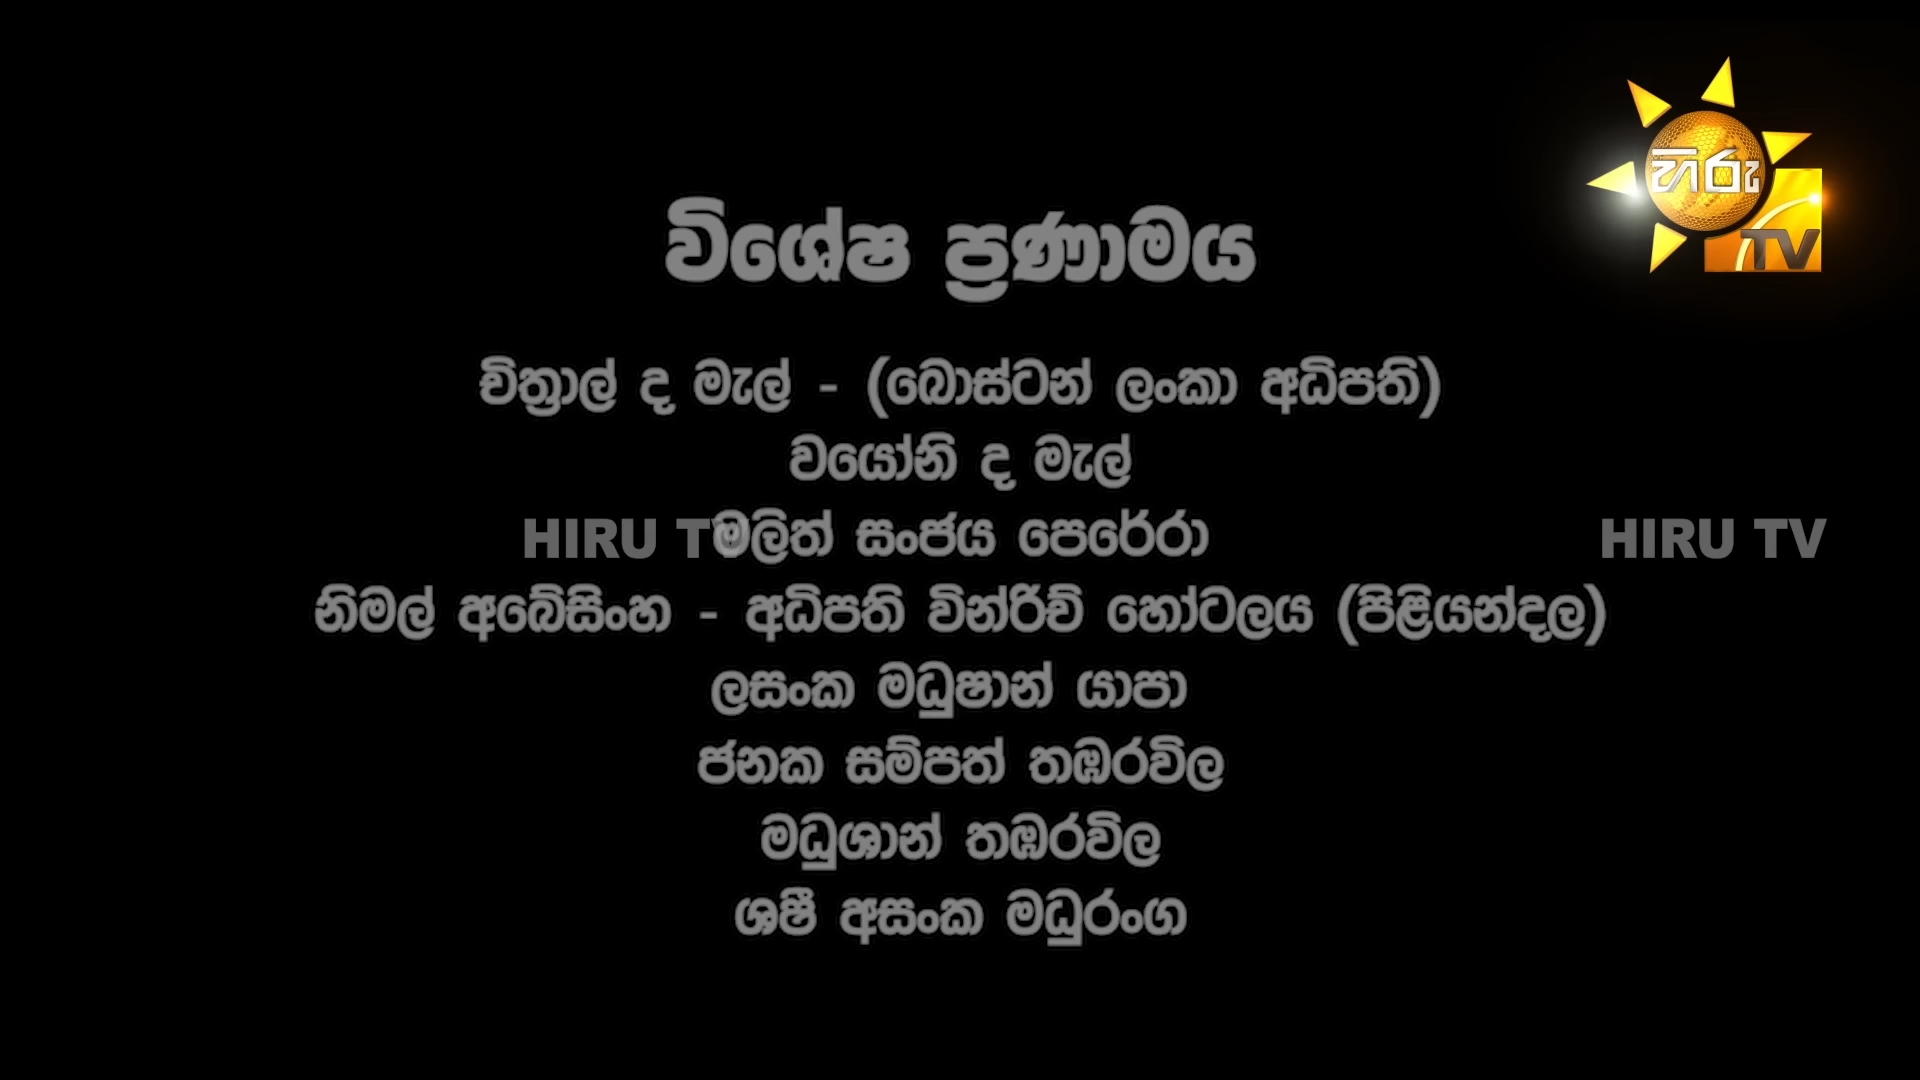 හිරු
TV
විශේෂ ප්‍රණාමය
චිත්‍රාල් ද මැල් - (බොස්ටන් ලංකා අධිපති)
වයෝනි ද මැල්
HIRU TV
මලිත් සංජය පෙරේරා
HIRU TV
නිමල් අබේසිංහ - අධිපති වින්රිච් හෝටලය (පිළියන්දල)
ලසංක මධුෂාන් යාපා
ජනක සම්පත් තඹරවිල
මධුශාන් තඹරවිල
ශෂී අසංක මධුරංග